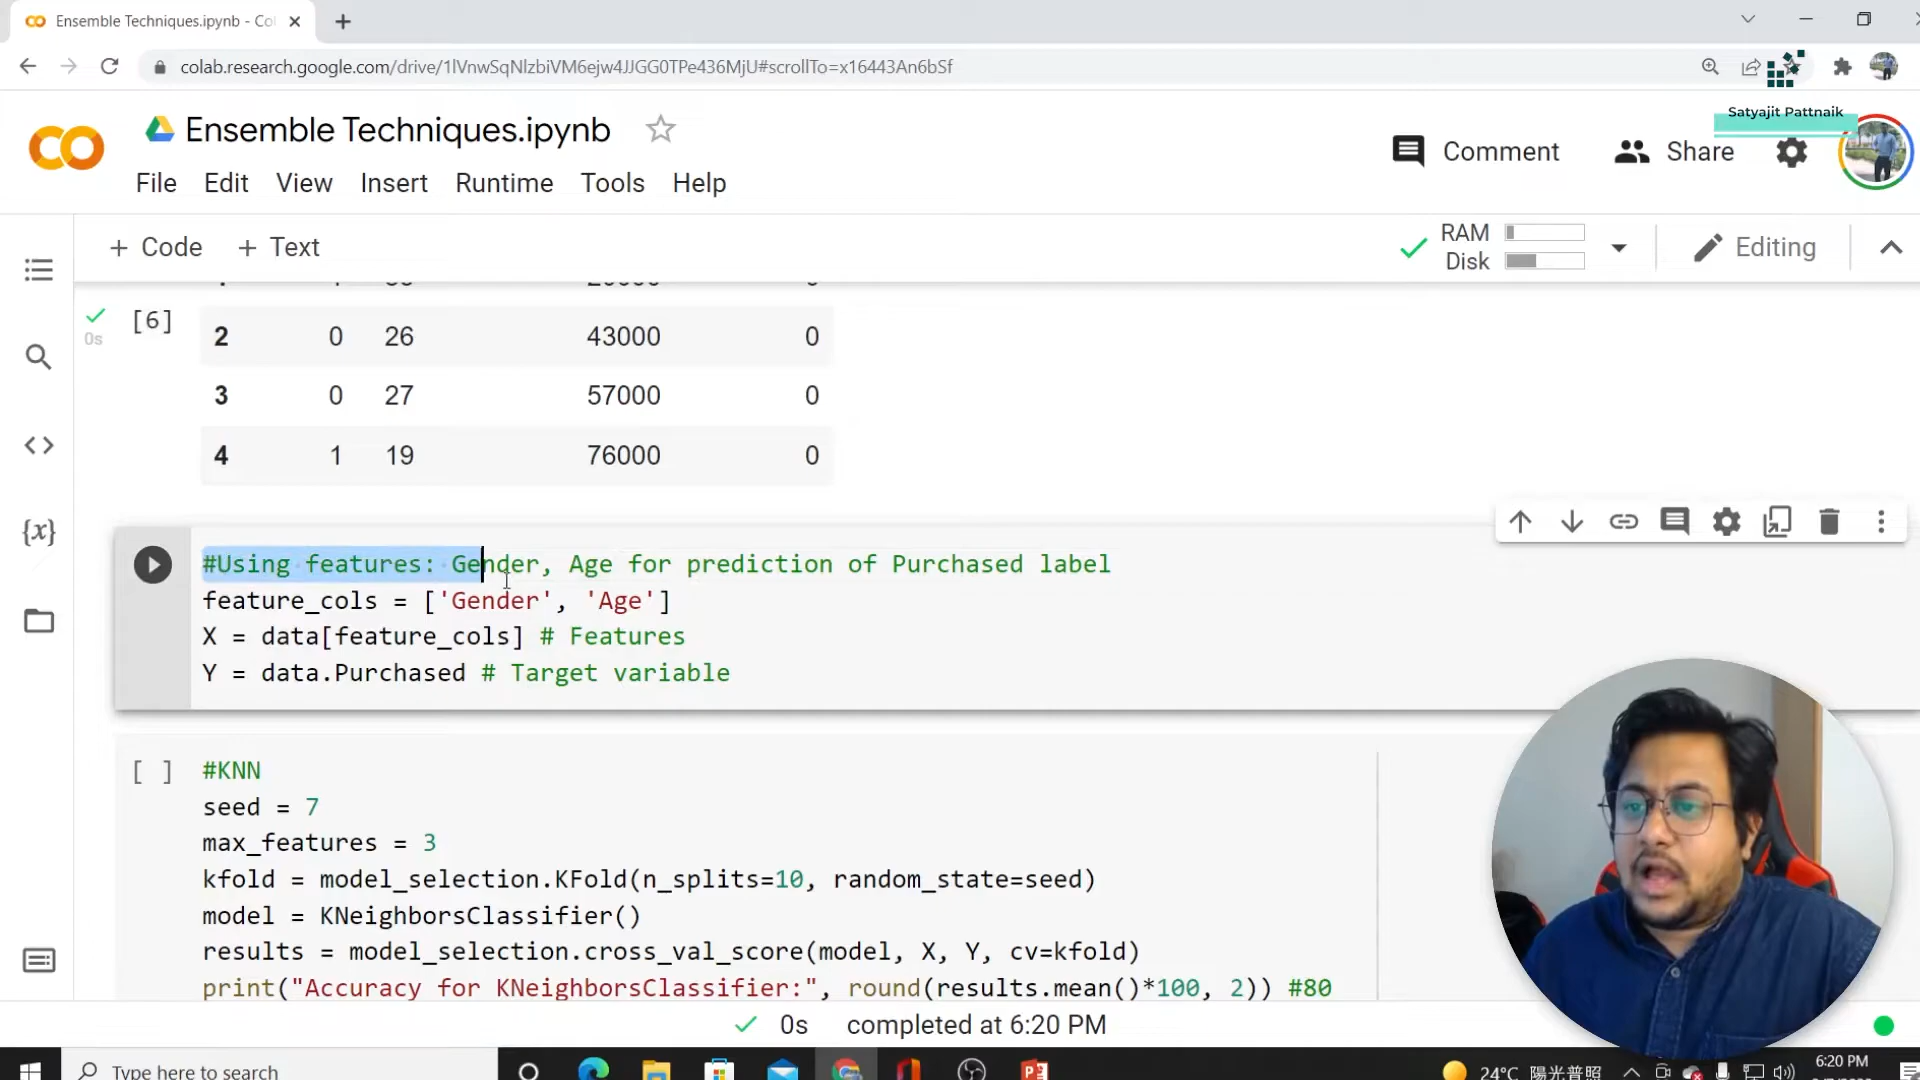 Ensemble Techniques.ipynb - Col
colab.research.google.com/drive/1lVnwSqNlzbiVM6ejw4JJGG0TPe436MjU#scrollTo=x16443An6bSf
Satyajit Pattnaik
Ensemble Techniques.ipynb
Comment
Share
File Edit View Insert Runtime Tools Help
+ Code + Text
RAM
Disk
Editing
[6]
0s
2 0 26 43000 0
3 0 27 57000 0
4 1 19 76000 0
#Using features: Gender, Age for prediction of Purchased label
feature_cols = ['Gender', 'Age']
X = data[feature_cols] # Features
Y = data.Purchased # Target variable
[ ]
#KNN
seed = 7
max_features = 3
kfold = model_selection.KFold(n_splits=10, random_state=seed)
model = KNeighborsClassifier()
results = model_selection.cross_val_score(model, X, Y, cv=kfold)
print("Accuracy for KNeighborsClassifier:", round(results.mean()*100, 2)) #80
0s completed at 6:20 PM
Type here to search
24°C 陽光普照
6:20 PM